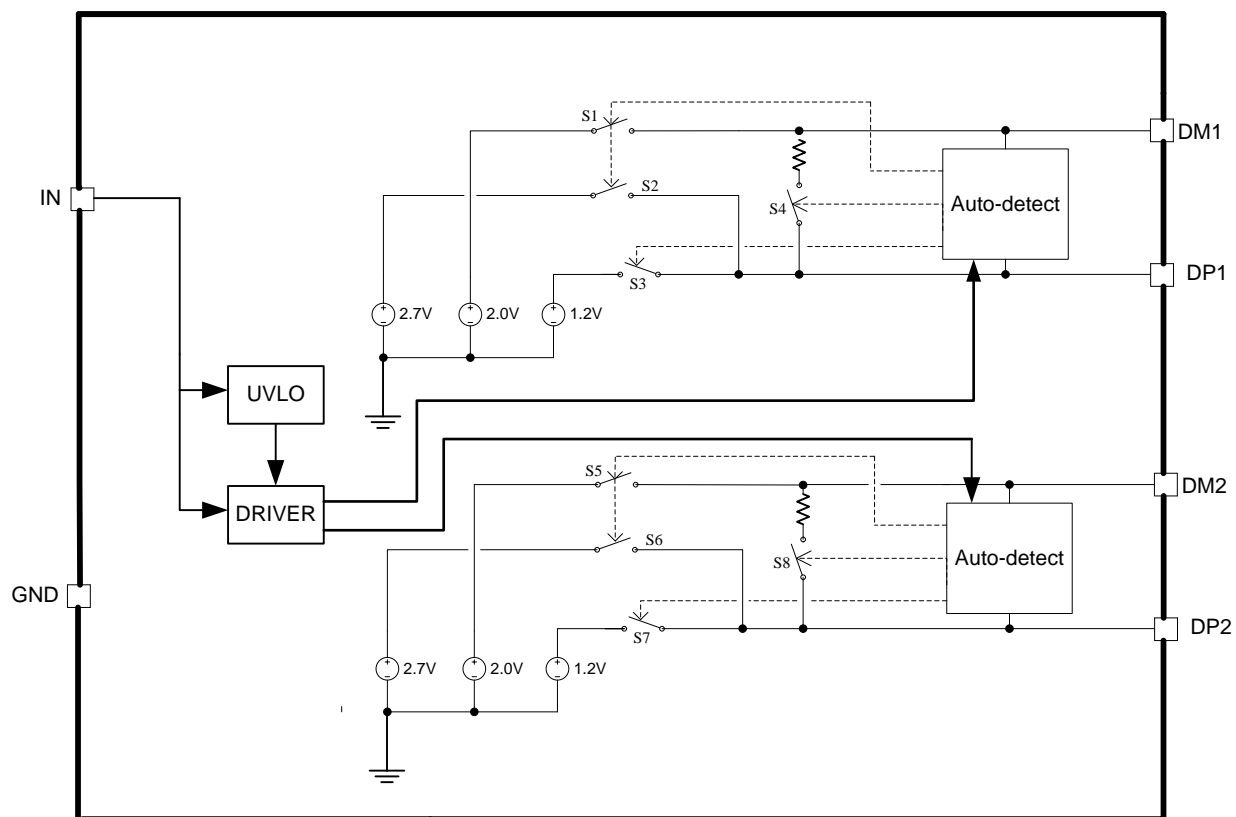 S1
DM1
IN
S2
Auto-detect
S4
S3
DP1
+
−
2.7V
+
−
2.0V
+
−
1.2V
UVLO
DRIVER
S5
DM2
S6
Auto-detect
S8
GND
S7
DP2
+
−
2.7V
+
−
2.0V
+
−
1.2V